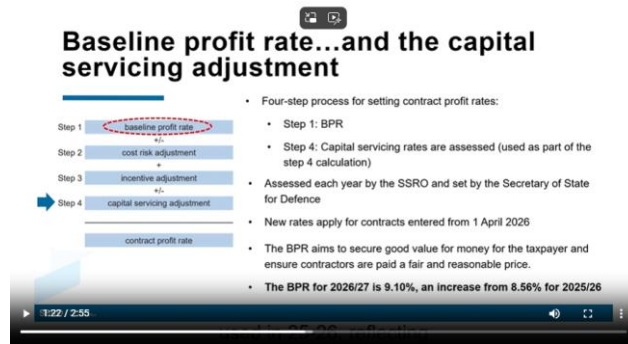 Baseline profit rate...and the capital
servicing adjustment
Step 1 baseline profit rate
+/-
Step 2 cost risk adjustment
+
Step 3 incentive adjustment
+/-
Step 4 capital servicing adjustment
contract profit rate
• Four-step process for setting contract profit rates:
• Step 1: BPR
• Step 4: Capital servicing rates are assessed (used as part of the
step 4 calculation)
• Assessed each year by the SSRO and set by the Secretary of State
for Defence
• New rates apply for contracts entered from 1 April 2026
• The BPR aims to secure good value for money for the taxpayer and
ensure contractors are paid a fair and reasonable price.
• The BPR for 2026/27 is 9.10%, an increase from 8.56% for 2025/26
1:22 / 2:55
used in 25-26, reflecting